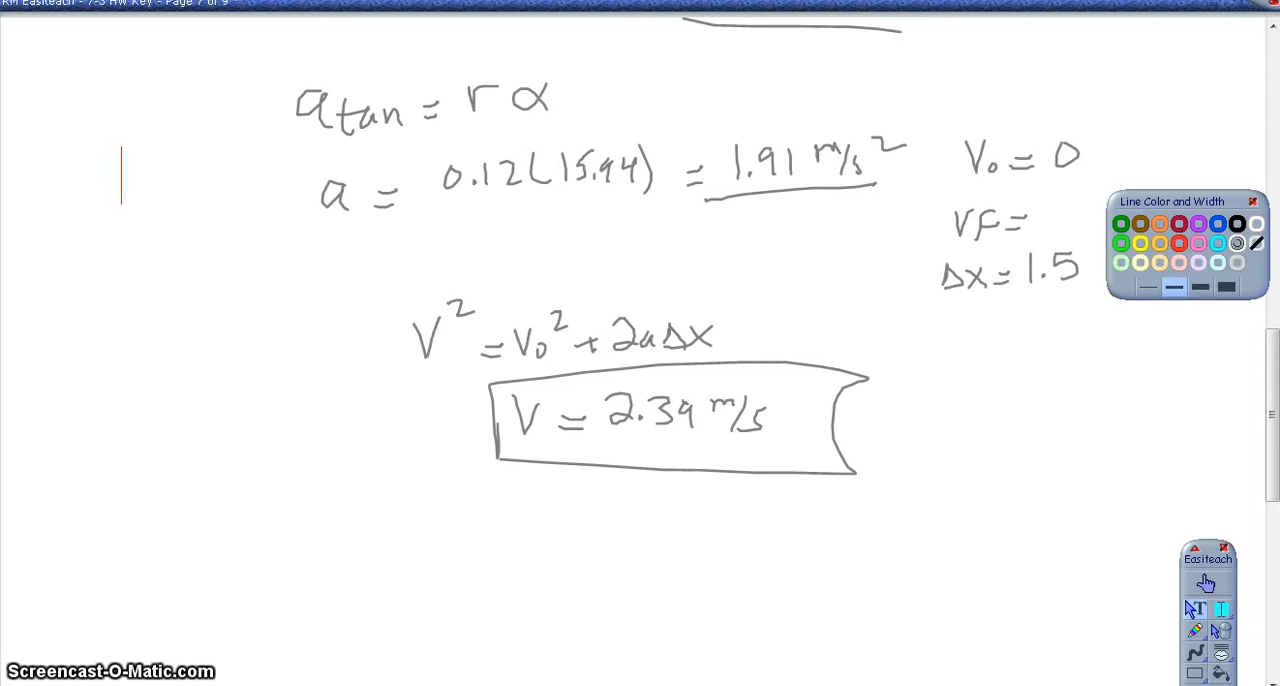 RM Easiteach - 7-3 HW Key - Page 7 of 9
a tan = r α
a = 0.12(15.94) = 1.91 m/s²
V₀ = 0
VF =
Δx = 1.5
V² = V₀² + 2aΔx
V = 2.39 m/s
Line Color and Width
Easiteach
Screencast-O-Matic.com